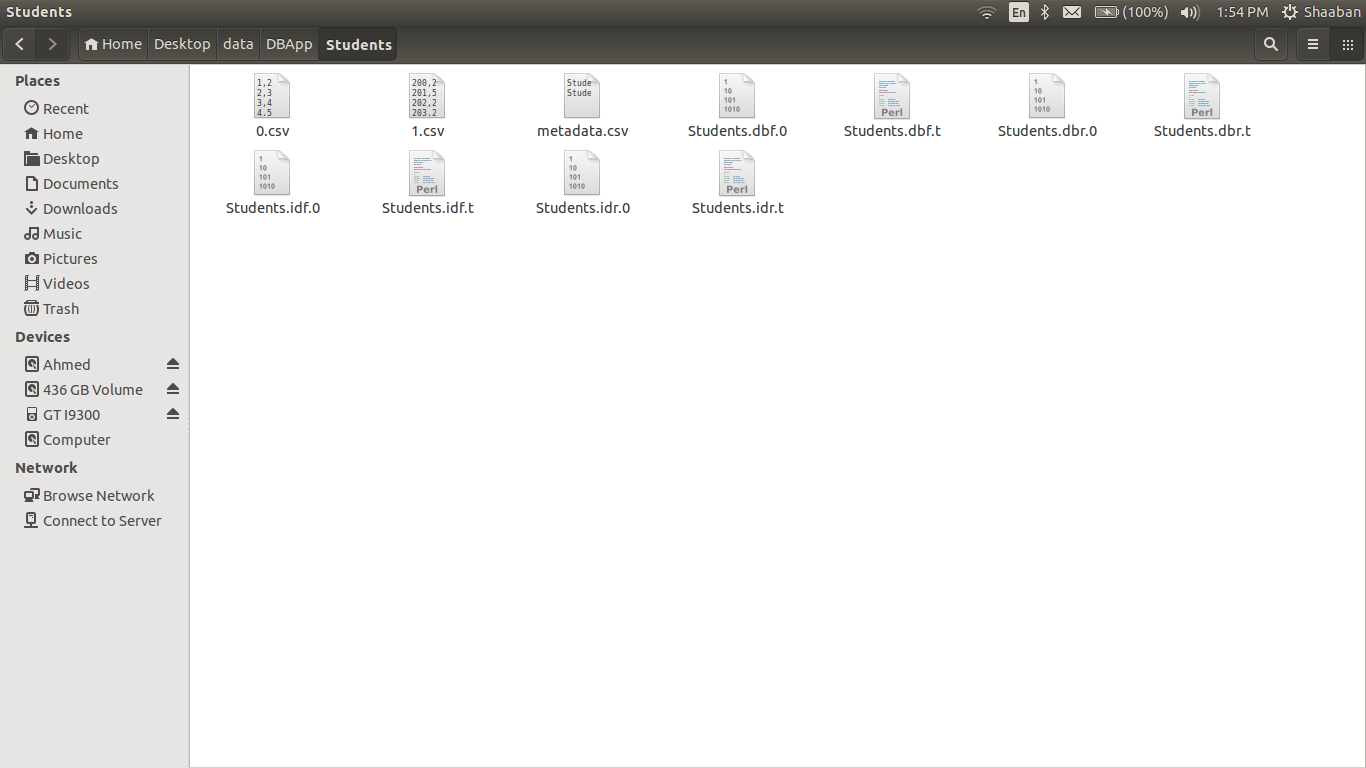 Students
En
(100%)
1:54 PM
Shaaban
Home
Desktop
data
DBApp
Students
Places
Recent
Home
Desktop
Documents
Downloads
Music
Pictures
Videos
Trash
Devices
Ahmed
436 GB Volume
GT I9300
Computer
Network
Browse Network
Connect to Server
1,2
2,3
3,4
4.5
0.csv
200,2
201,5
202,2
203.2
1.csv
Stude
Stude
metadata.csv
1
10
101
1010
Students.dbf.0
Perl
Students.dbf.t
1
10
101
1010
Students.dbr.0
Perl
Students.dbr.t
1
10
101
1010
Students.idf.0
Perl
Students.idf.t
1
10
101
1010
Students.idr.0
Perl
Students.idr.t